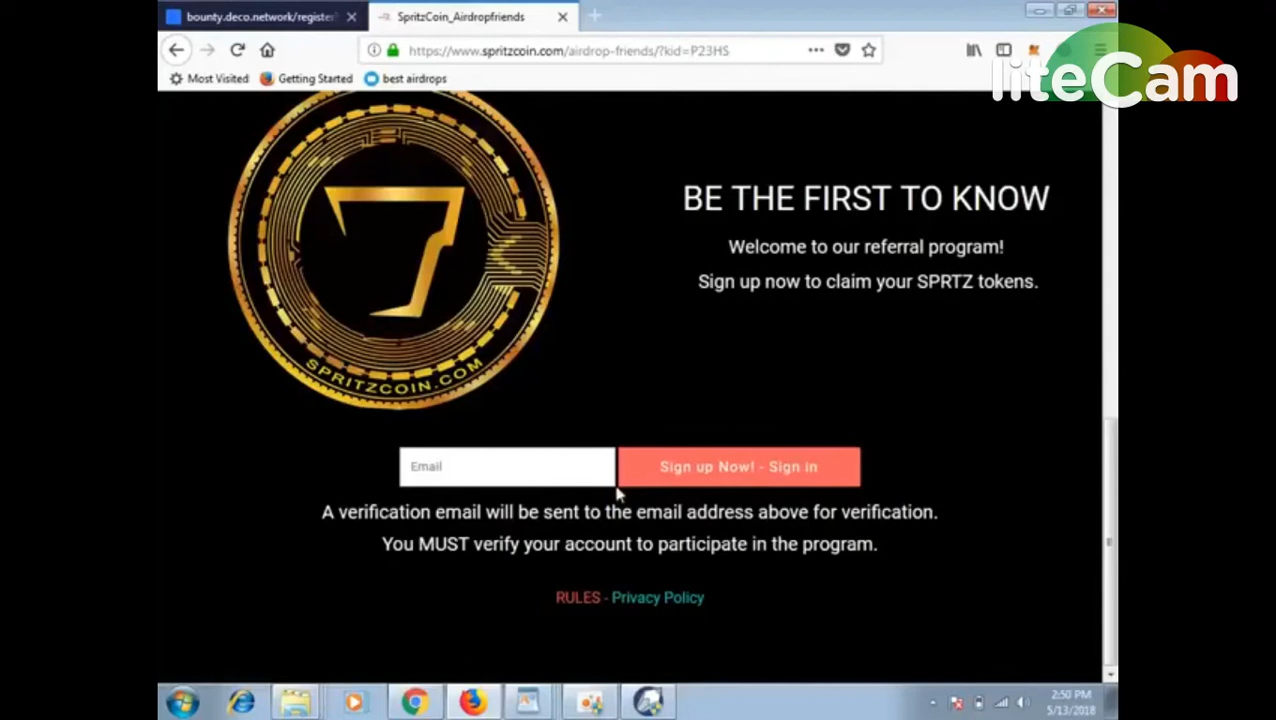 bounty.deco.network/register
SpritzCoin_Airdropfriends
https://www.spritzcoin.com/airdrop-friends/?kid=P23HS
Most Visited
Getting Started
best airdrops
liteCam
BE THE FIRST TO KNOW
Welcome to our referral program!
Sign up now to claim your SPRTZ tokens.
SPRITZCOIN.COM
Email
Sign up Now! - Sign in
A verification email will be sent to the email address above for verification.
You MUST verify your account to participate in the program.
RULES - Privacy Policy
2:50 PM
5/13/2018